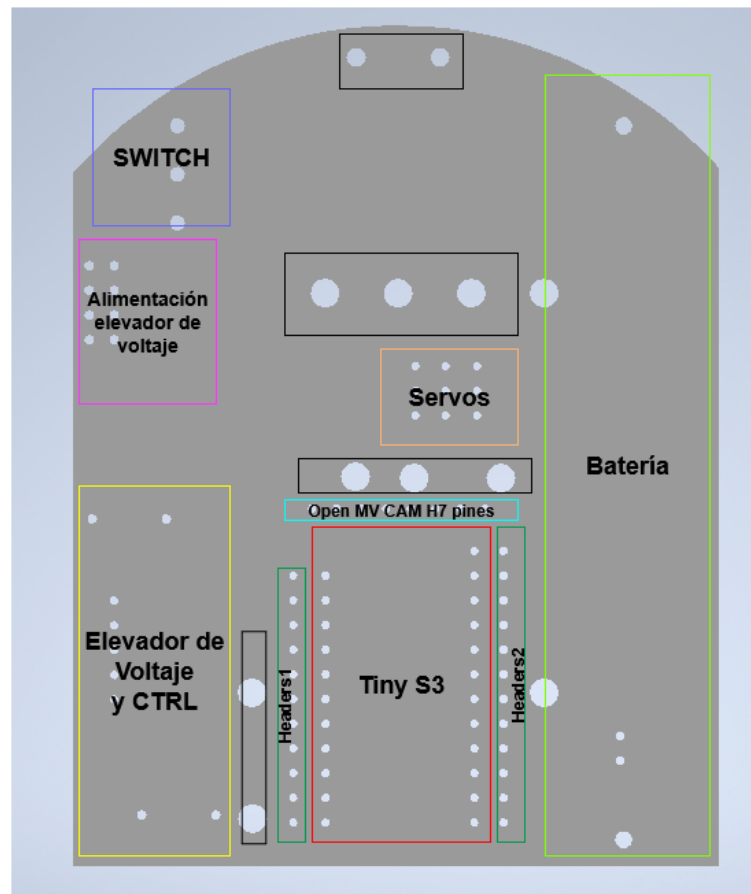 SWITCH
Alimentación
elevador de
voltaje
Servos
Batería
Open MV CAM H7 pines
Elevador de
Voltaje
y CTRL
Headers1
Tiny S3
Headers2